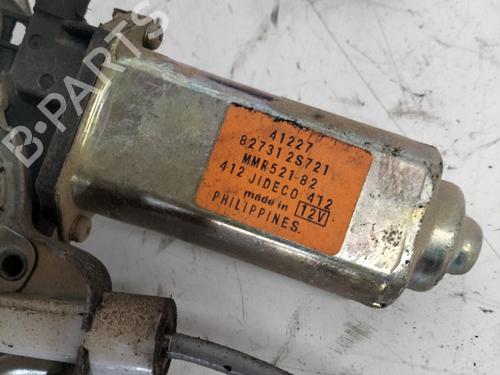 B-PARTS
41227
82731 2S721
MMR521-82
412 JIDECO 412
made in 12V
PHILIPPINES.